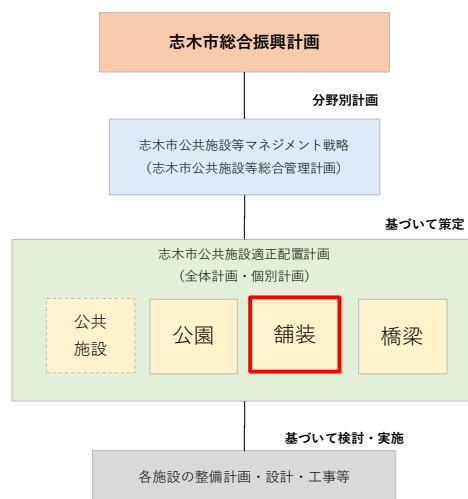 志木市総合振興計画
分野別計画
志木市公共施設等マネジメント戦略
（志木市公共施設等総合管理計画）
基づいて策定
志木市公共施設適正配置計画
（全体計画・個別計画）
公共
施設
公園
舗装
橋梁
基づいて検討・実施
各施設の整備計画・設計・工事等